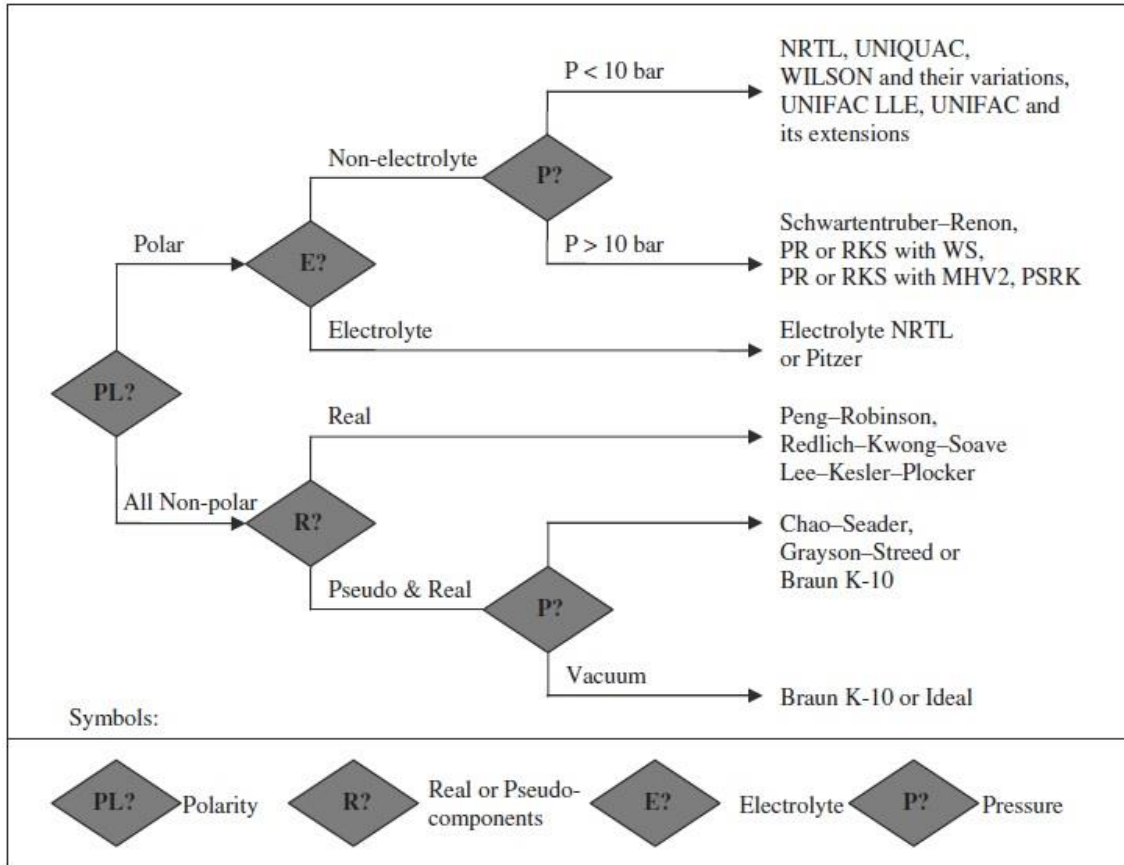 NRTL, UNIQUAC,
WILSON and their variations,
UNIFAC LLE, UNIFAC and
its extensions
P < 10 bar
Non-electrolyte
P?
P > 10 bar
Schwartentruber–Renon,
PR or RKS with WS,
PR or RKS with MHV2, PSRK
Polar
E?
Electrolyte
Electrolyte NRTL
or Pitzer
PL?
Real
Peng–Robinson,
Redlich-Kwong–Soave
Lee–Kesler–Plocker
All Non-polar
R?
Chao–Seader,
Grayson–Streed or
Braun K-10
Pseudo & Real
P?
Vacuum
Braun K-10 or Ideal
Symbols:
PL?
Polarity
R?
Real or Pseudo-
components
E?
Electrolyte
P?
Pressure